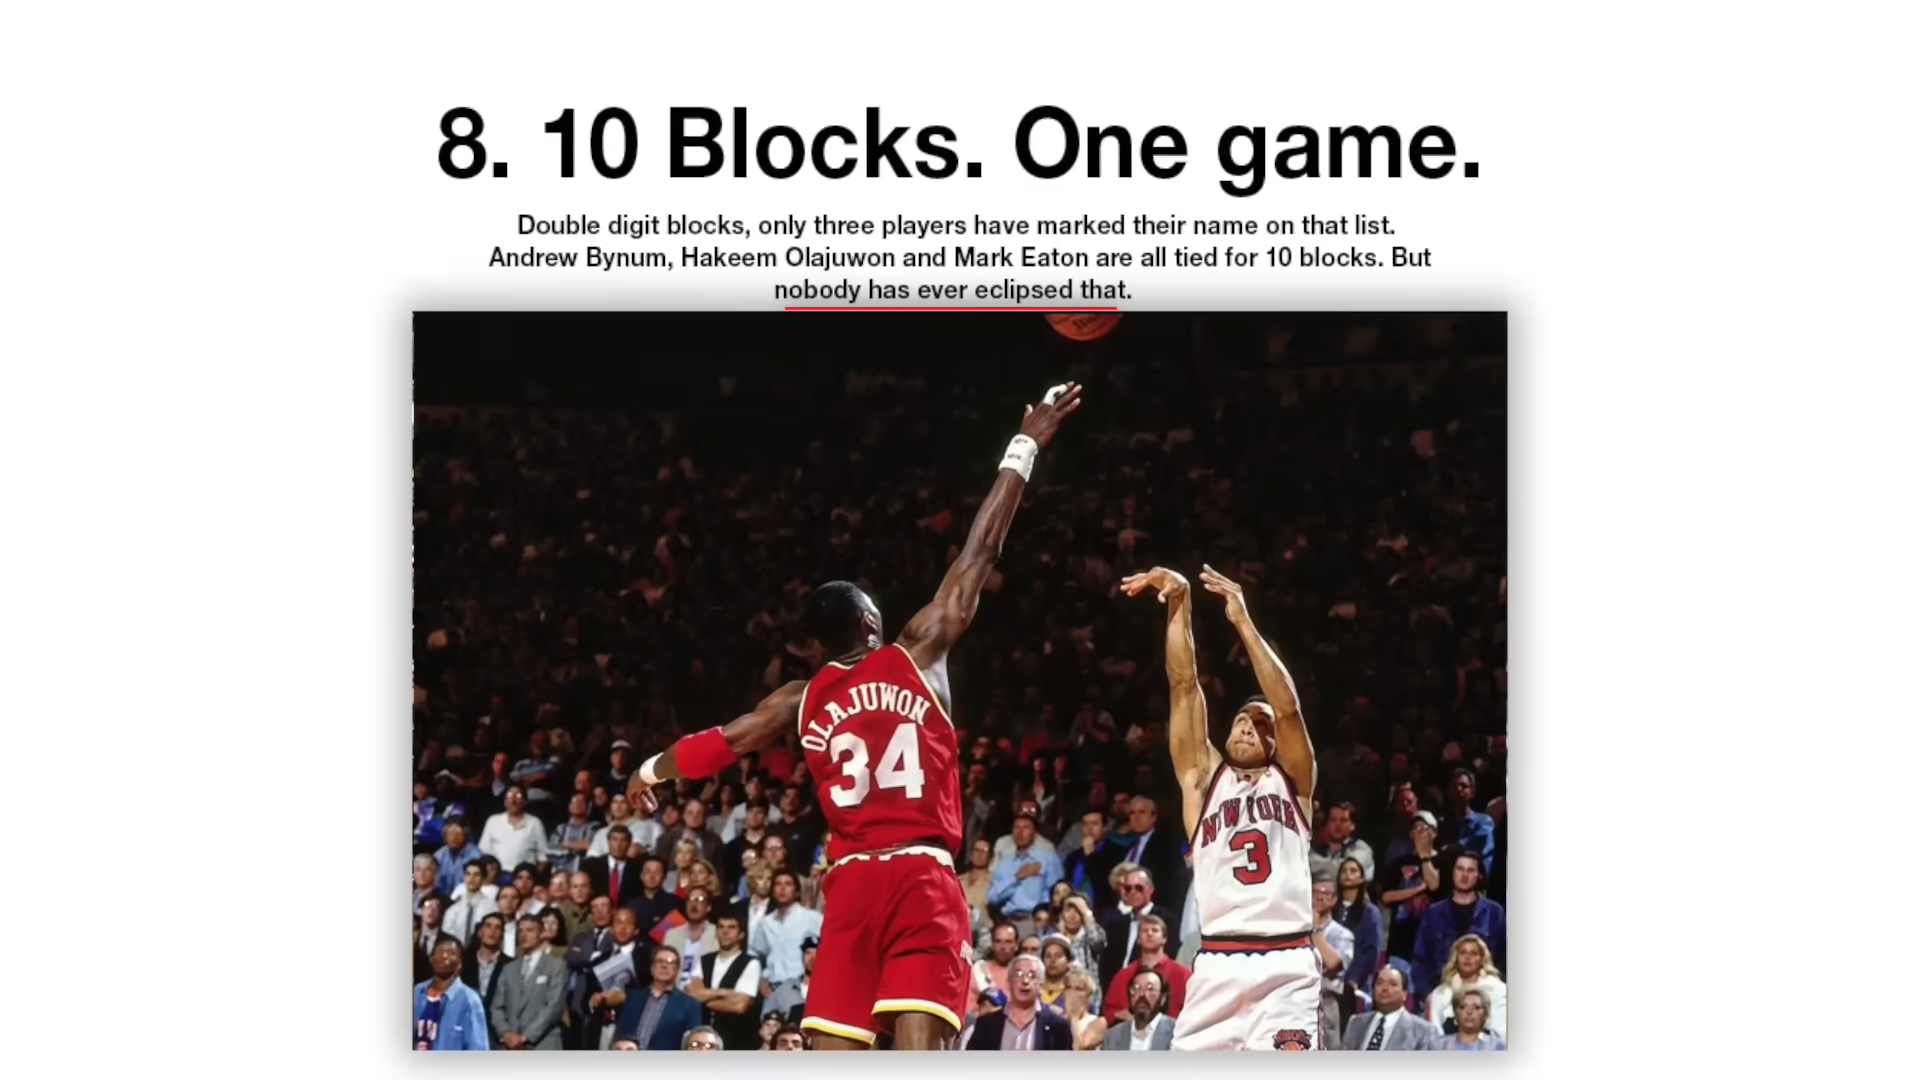 8. 10 Blocks. One game.
Double digit blocks, only three players have marked their name on that list.
Andrew Bynum, Hakeem Olajuwon and Mark Eaton are all tied for 10 blocks. But
nobody has ever eclipsed that.
OLAJUWON
34
NEW YORK
3